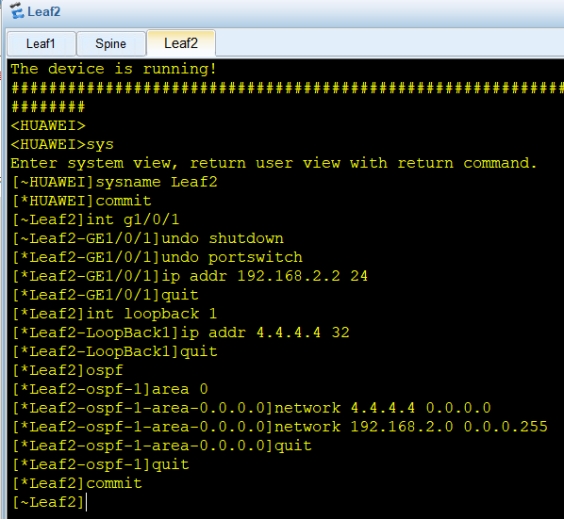 Leaf2
Leaf1 Spine Leaf2
The device is running!
###########################################################
########
<HUAWEI>
<HUAWEI>sys
Enter system view, return user view with return command.
[~HUAWEI]sysname Leaf2
[*HUAWEI]commit
[~Leaf2]int g1/0/1
[~Leaf2-GE1/0/1]undo shutdown
[*Leaf2-GE1/0/1]undo portswitch
[*Leaf2-GE1/0/1]ip addr 192.168.2.2 24
[*Leaf2-GE1/0/1]quit
[*Leaf2]int loopback 1
[*Leaf2-LoopBack1]ip addr 4.4.4.4 32
[*Leaf2-LoopBack1]quit
[*Leaf2]ospf
[*Leaf2-ospf-1]area 0
[*Leaf2-ospf-1-area-0.0.0.0]network 4.4.4.4 0.0.0.0
[*Leaf2-ospf-1-area-0.0.0.0]network 192.168.2.0 0.0.0.255
[*Leaf2-ospf-1-area-0.0.0.0]quit
[*Leaf2-ospf-1]quit
[*Leaf2]commit
[~Leaf2]